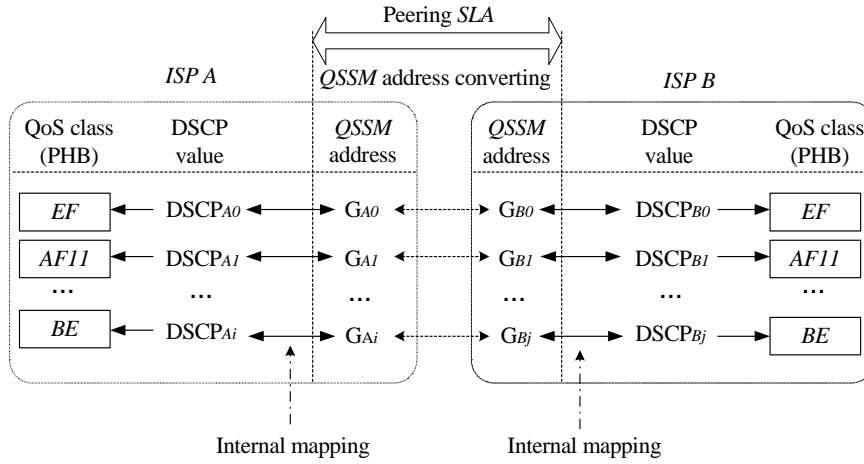 Peering SLA
ISP A
QSSM address converting
ISP B
QoS class (PHB)
DSCP value
QSSM address
QSSM address
DSCP value
QoS class (PHB)
EF DSCPA0 GA0 GB0 DSCPB0 EF
AF11 DSCPA1 GA1 GB1 DSCPB1 AF11
... ... ... ... ... ...
BE DSCPAi GAi GBj DSCPBj BE
Internal mapping
Internal mapping